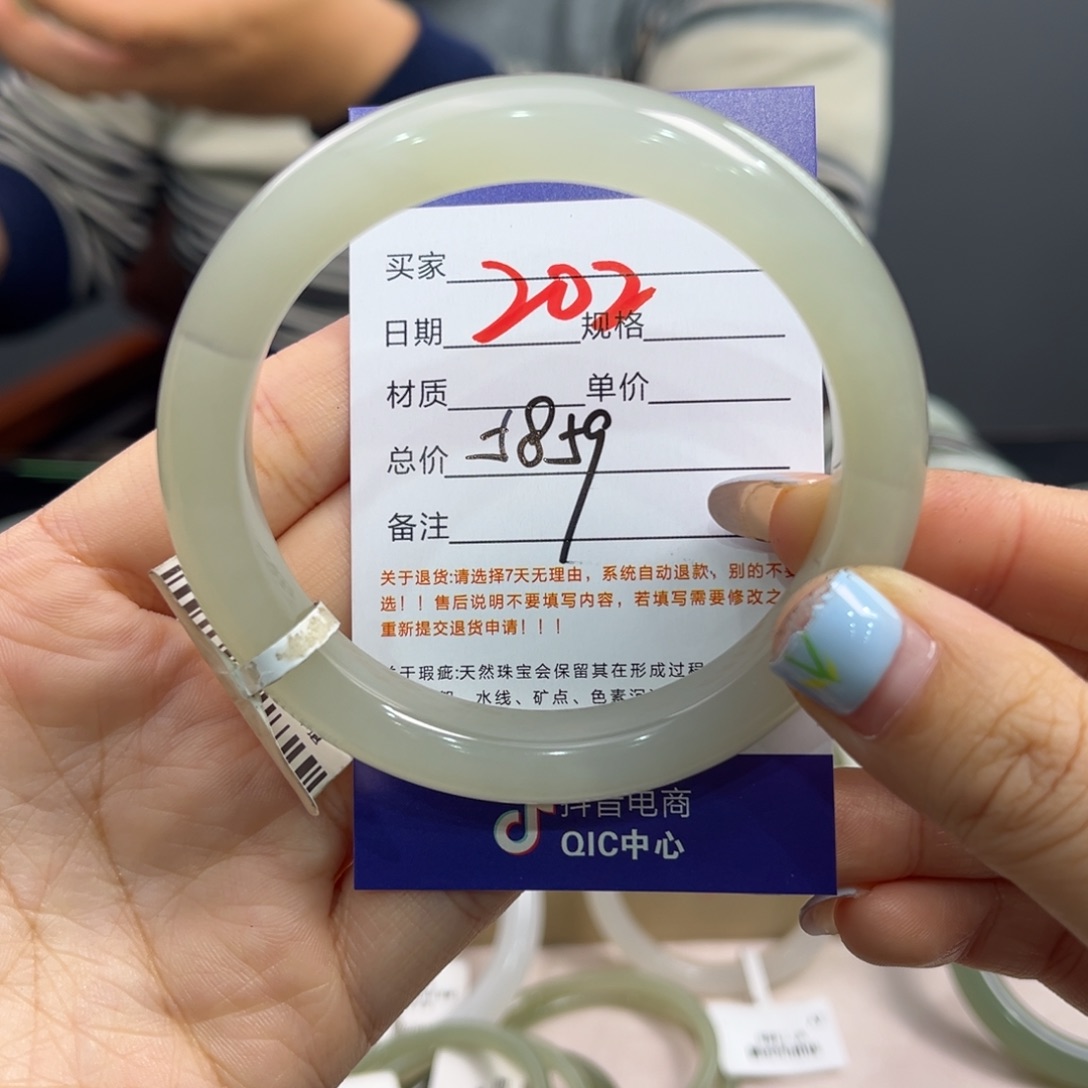 买家
202
日期 规格
材质 单价
总价
备注
关于退货:请选择7天无理由，系统自动退款、别的不要
选！！售后说明不要填写内容，若填写需要修改之
重新提交退货申请！！！
关于瑕疵:天然珠宝会保留其在形成过程
水线、矿点、色素沉
抖音电商
QIC中心